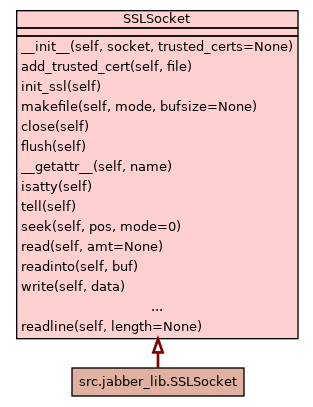 SSLSocket
__init__(self, socket, trusted_certs=None)
add_trusted_cert(self, file)
init_ssl(self)
makefile(self, mode, bufsize=None)
close(self)
flush(self)
__getattr__(self, name)
isatty(self)
tell(self)
seek(self, pos, mode=0)
read(self, amt=None)
readinto(self, buf)
write(self, data)
...
readline(self, length=None)
src.jabber_lib.SSLSocket